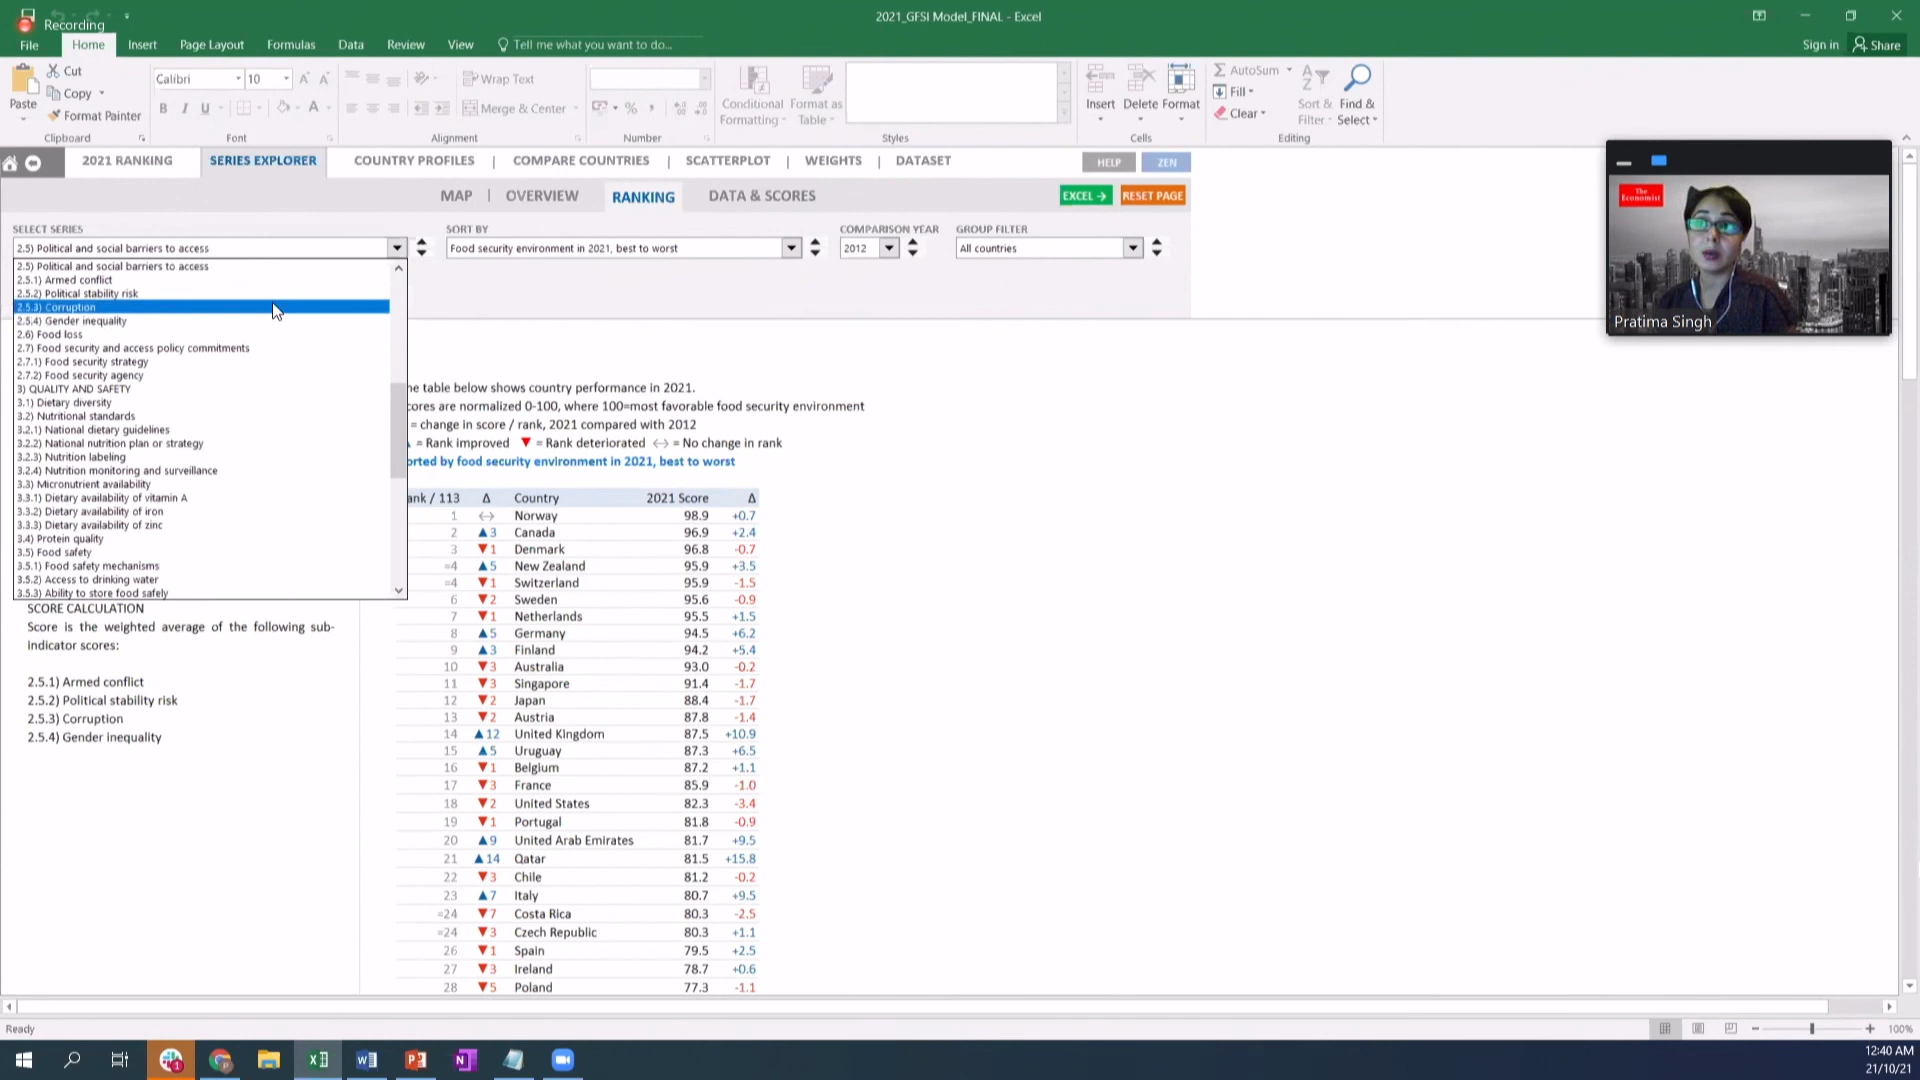 Recording
2021_GFSI Model_FINAL - Excel
File Home Insert Page Layout Formulas Data Review View Tell me what you want to do... Sign in Share
Paste
Cut
Copy
Format Painter
Clipboard
Calibri 10
B I U
Font
Wrap Text
Merge & Center
Alignment
%
Number
Conditional Formatting
Format as Table
Styles
Insert Delete Format
Cells
AutoSum
Fill
Clear
Sort & Filter
Find & Select
Editing
2021 RANKING SERIES EXPLORER COUNTRY PROFILES | COMPARE COUNTRIES | SCATTERPLOT | WEIGHTS | DATASET HELP ZEN
MAP | OVERVIEW RANKING DATA & SCORES EXCEL → RESET PAGE
SELECT SERIES SORT BY COMPARISON YEAR GROUP FILTER
2.5) Political and social barriers to access Food security environment in 2021, best to worst 2012 All countries
2.5) Political and social barriers to access
2.5.1) Armed conflict
2.5.2) Political stability risk
2.5.3) Corruption
2.5.4) Gender inequality
2.6) Food loss
2.7) Food security and access policy commitments
2.7.1) Food security strategy
2.7.2) Food security agency
3) QUALITY AND SAFETY
3.1) Dietary diversity
3.2) Nutritional standards
3.2.1) National dietary guidelines
3.2.2) National nutrition plan or strategy
3.2.3) Nutrition labeling
3.2.4) Nutrition monitoring and surveillance
3.3) Micronutrient availability
3.3.1) Dietary availability of vitamin A
3.3.2) Dietary availability of iron
3.3.3) Dietary availability of zinc
3.4) Protein quality
3.5) Food safety
3.5.1) Food safety mechanisms
3.5.2) Access to drinking water
3.5.3) Ability to store food safely
SCORE CALCULATION
Score is the weighted average of the following sub-
indicator scores:
2.5.1) Armed conflict
2.5.2) Political stability risk
2.5.3) Corruption
2.5.4) Gender inequality
he table below shows country performance in 2021.
cores are normalized 0-100, where 100=most favorable food security environment
= change in score / rank, 2021 compared with 2012
▲ = Rank improved ▼ = Rank deteriorated ↔ = No change in rank
orted by food security environment in 2021, best to worst
ank / 113 Δ Country 2021 Score Δ
1 ↔ Norway 98.9 +0.7
2 ▲3 Canada 96.9 +2.4
3 ▼1 Denmark 96.8 -0.7
=4 ▲5 New Zealand 95.9 +3.5
=4 ▼1 Switzerland 95.9 -1.5
6 ▼2 Sweden 95.6 -0.9
7 ▼1 Netherlands 95.5 +1.5
8 ▲5 Germany 94.5 +6.2
9 ▲3 Finland 94.2 +5.4
10 ▼3 Australia 93.0 -0.2
11 ▼3 Singapore 91.4 -1.7
12 ▼2 Japan 88.4 -1.7
13 ▼2 Austria 87.8 -1.4
14 ▲12 United Kingdom 87.5 +10.9
15 ▲5 Uruguay 87.3 +6.5
16 ▼1 Belgium 87.2 +1.1
17 ▼3 France 85.9 -1.0
18 ▼2 United States 82.3 -3.4
19 ▼1 Portugal 81.8 -0.9
20 ▲9 United Arab Emirates 81.7 +9.5
21 ▲14 Qatar 81.5 +15.8
22 ▼3 Chile 81.2 -0.2
23 ▲7 Italy 80.7 +9.5
=24 ▼7 Costa Rica 80.3 -2.5
=24 ▼3 Czech Republic 80.3 +1.1
26 ▼1 Spain 79.5 +2.5
27 ▼3 Ireland 78.7 +0.6
28 ▼5 Poland 77.3 -1.1
The
Economist
Pratima Singh
Ready
100%
12:40 AM
21/10/21